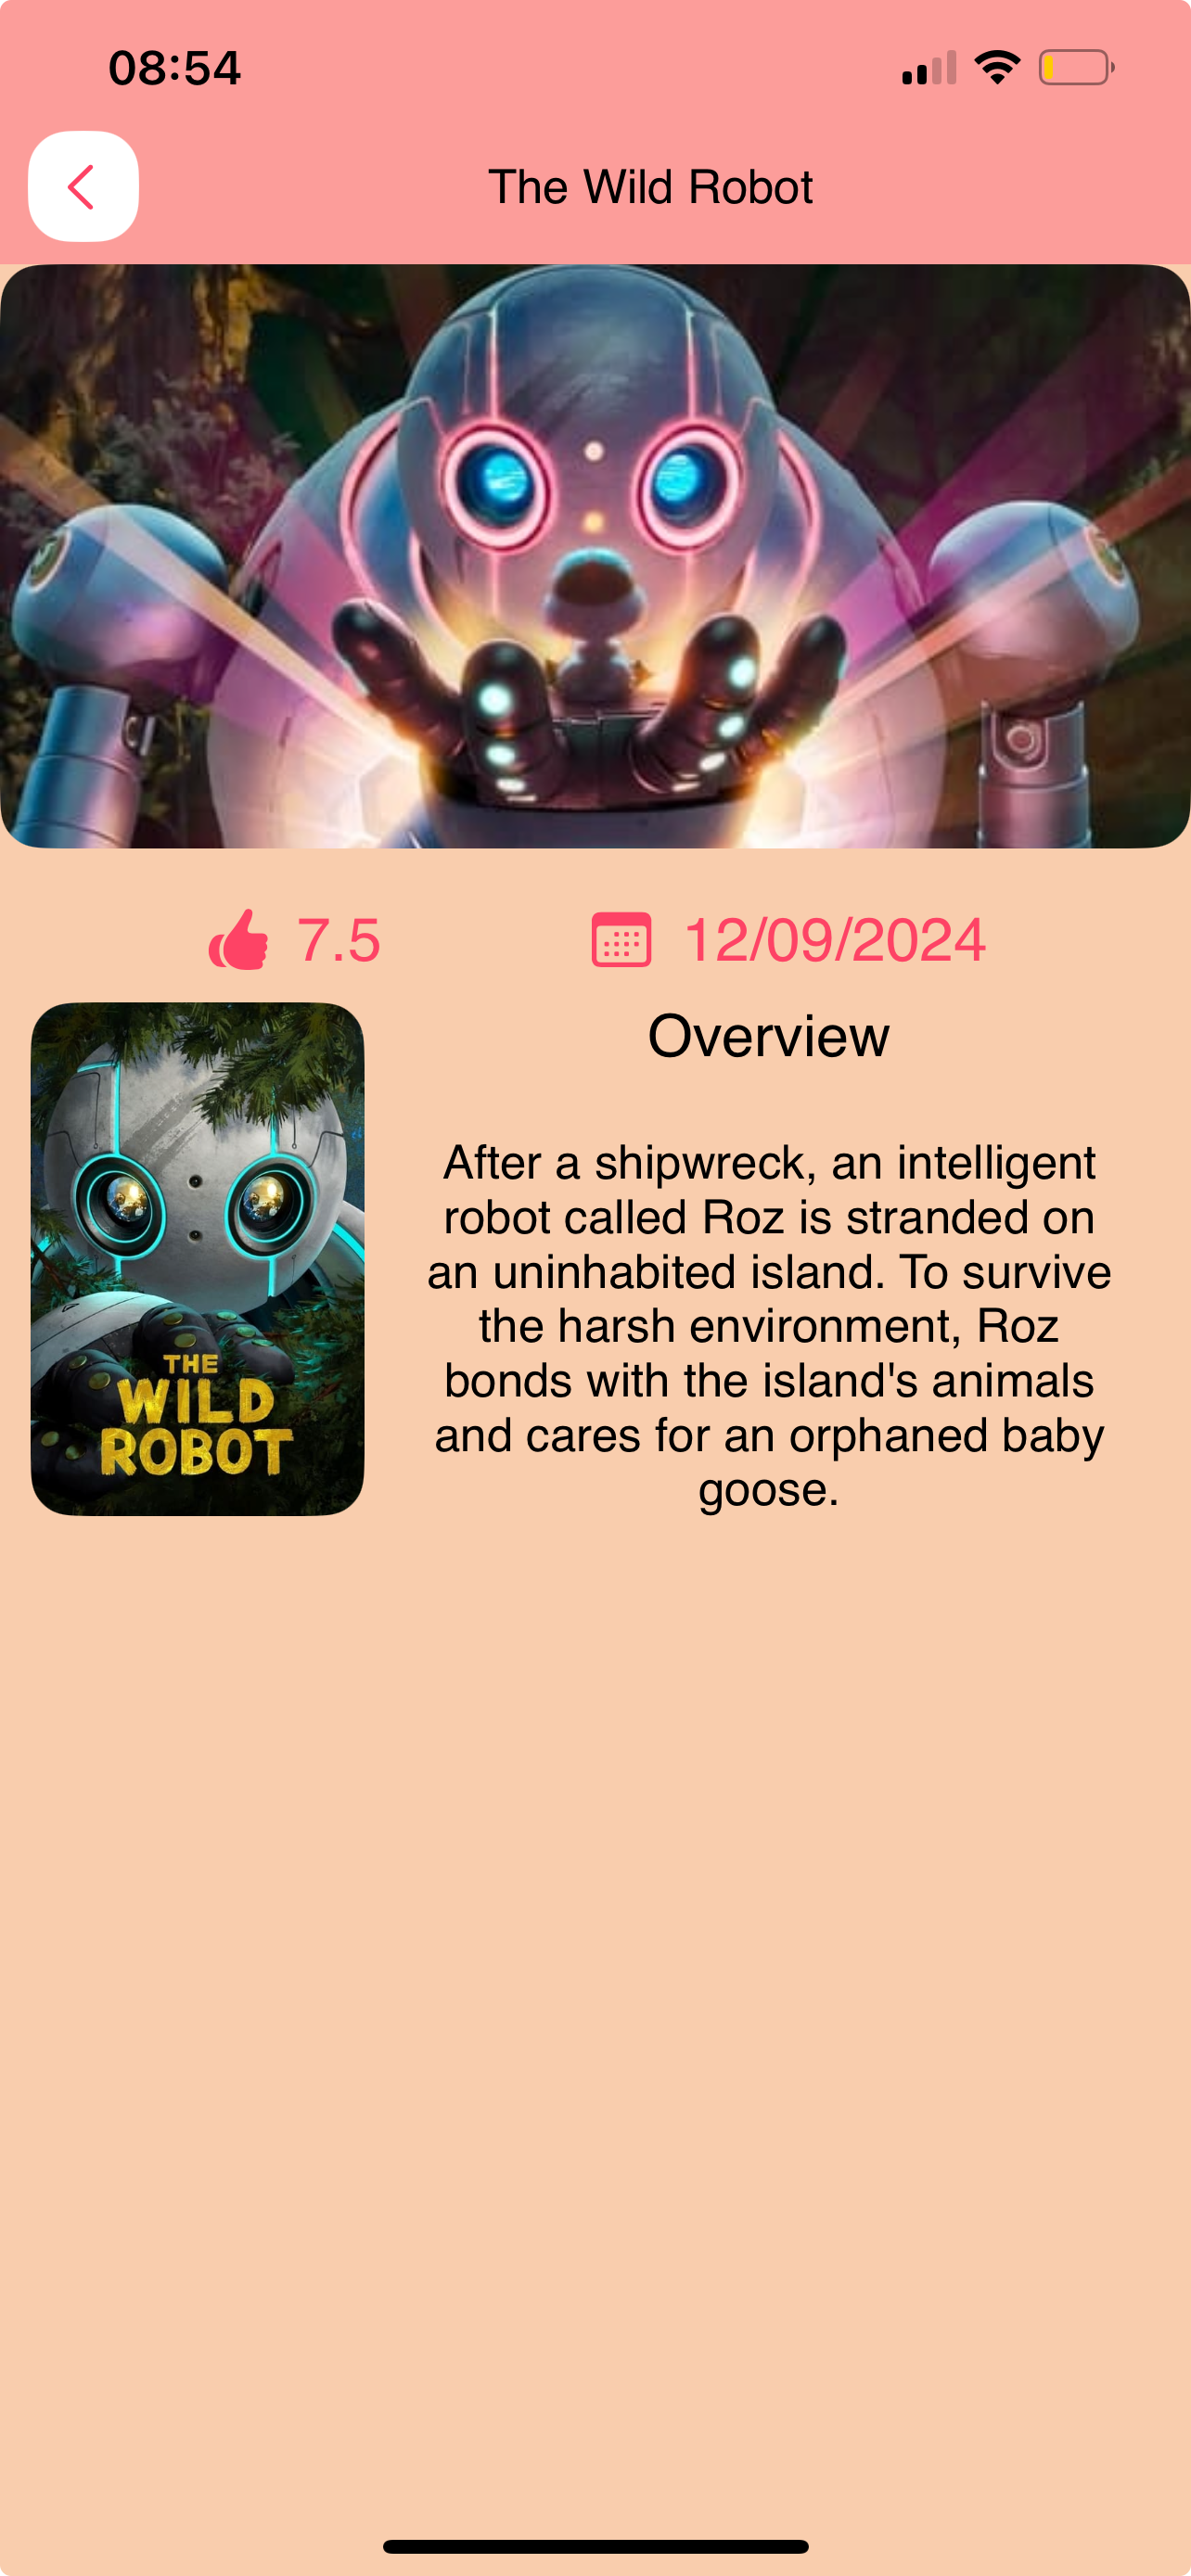 08:54
The Wild Robot
7.5
12/09/2024
Overview
After a shipwreck, an intelligent
robot called Roz is stranded on
an uninhabited island. To survive
the harsh environment, Roz
bonds with the island's animals
and cares for an orphaned baby
goose.
THE
WILD
ROBOT